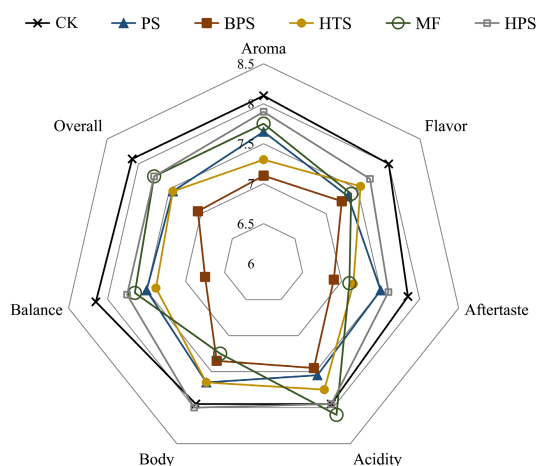 CK PS BPS HTS MF HPS
Aroma
8.5
8
Overall
Flavor
7.5
7
6.5
6
Balance
Aftertaste
Body
Acidity